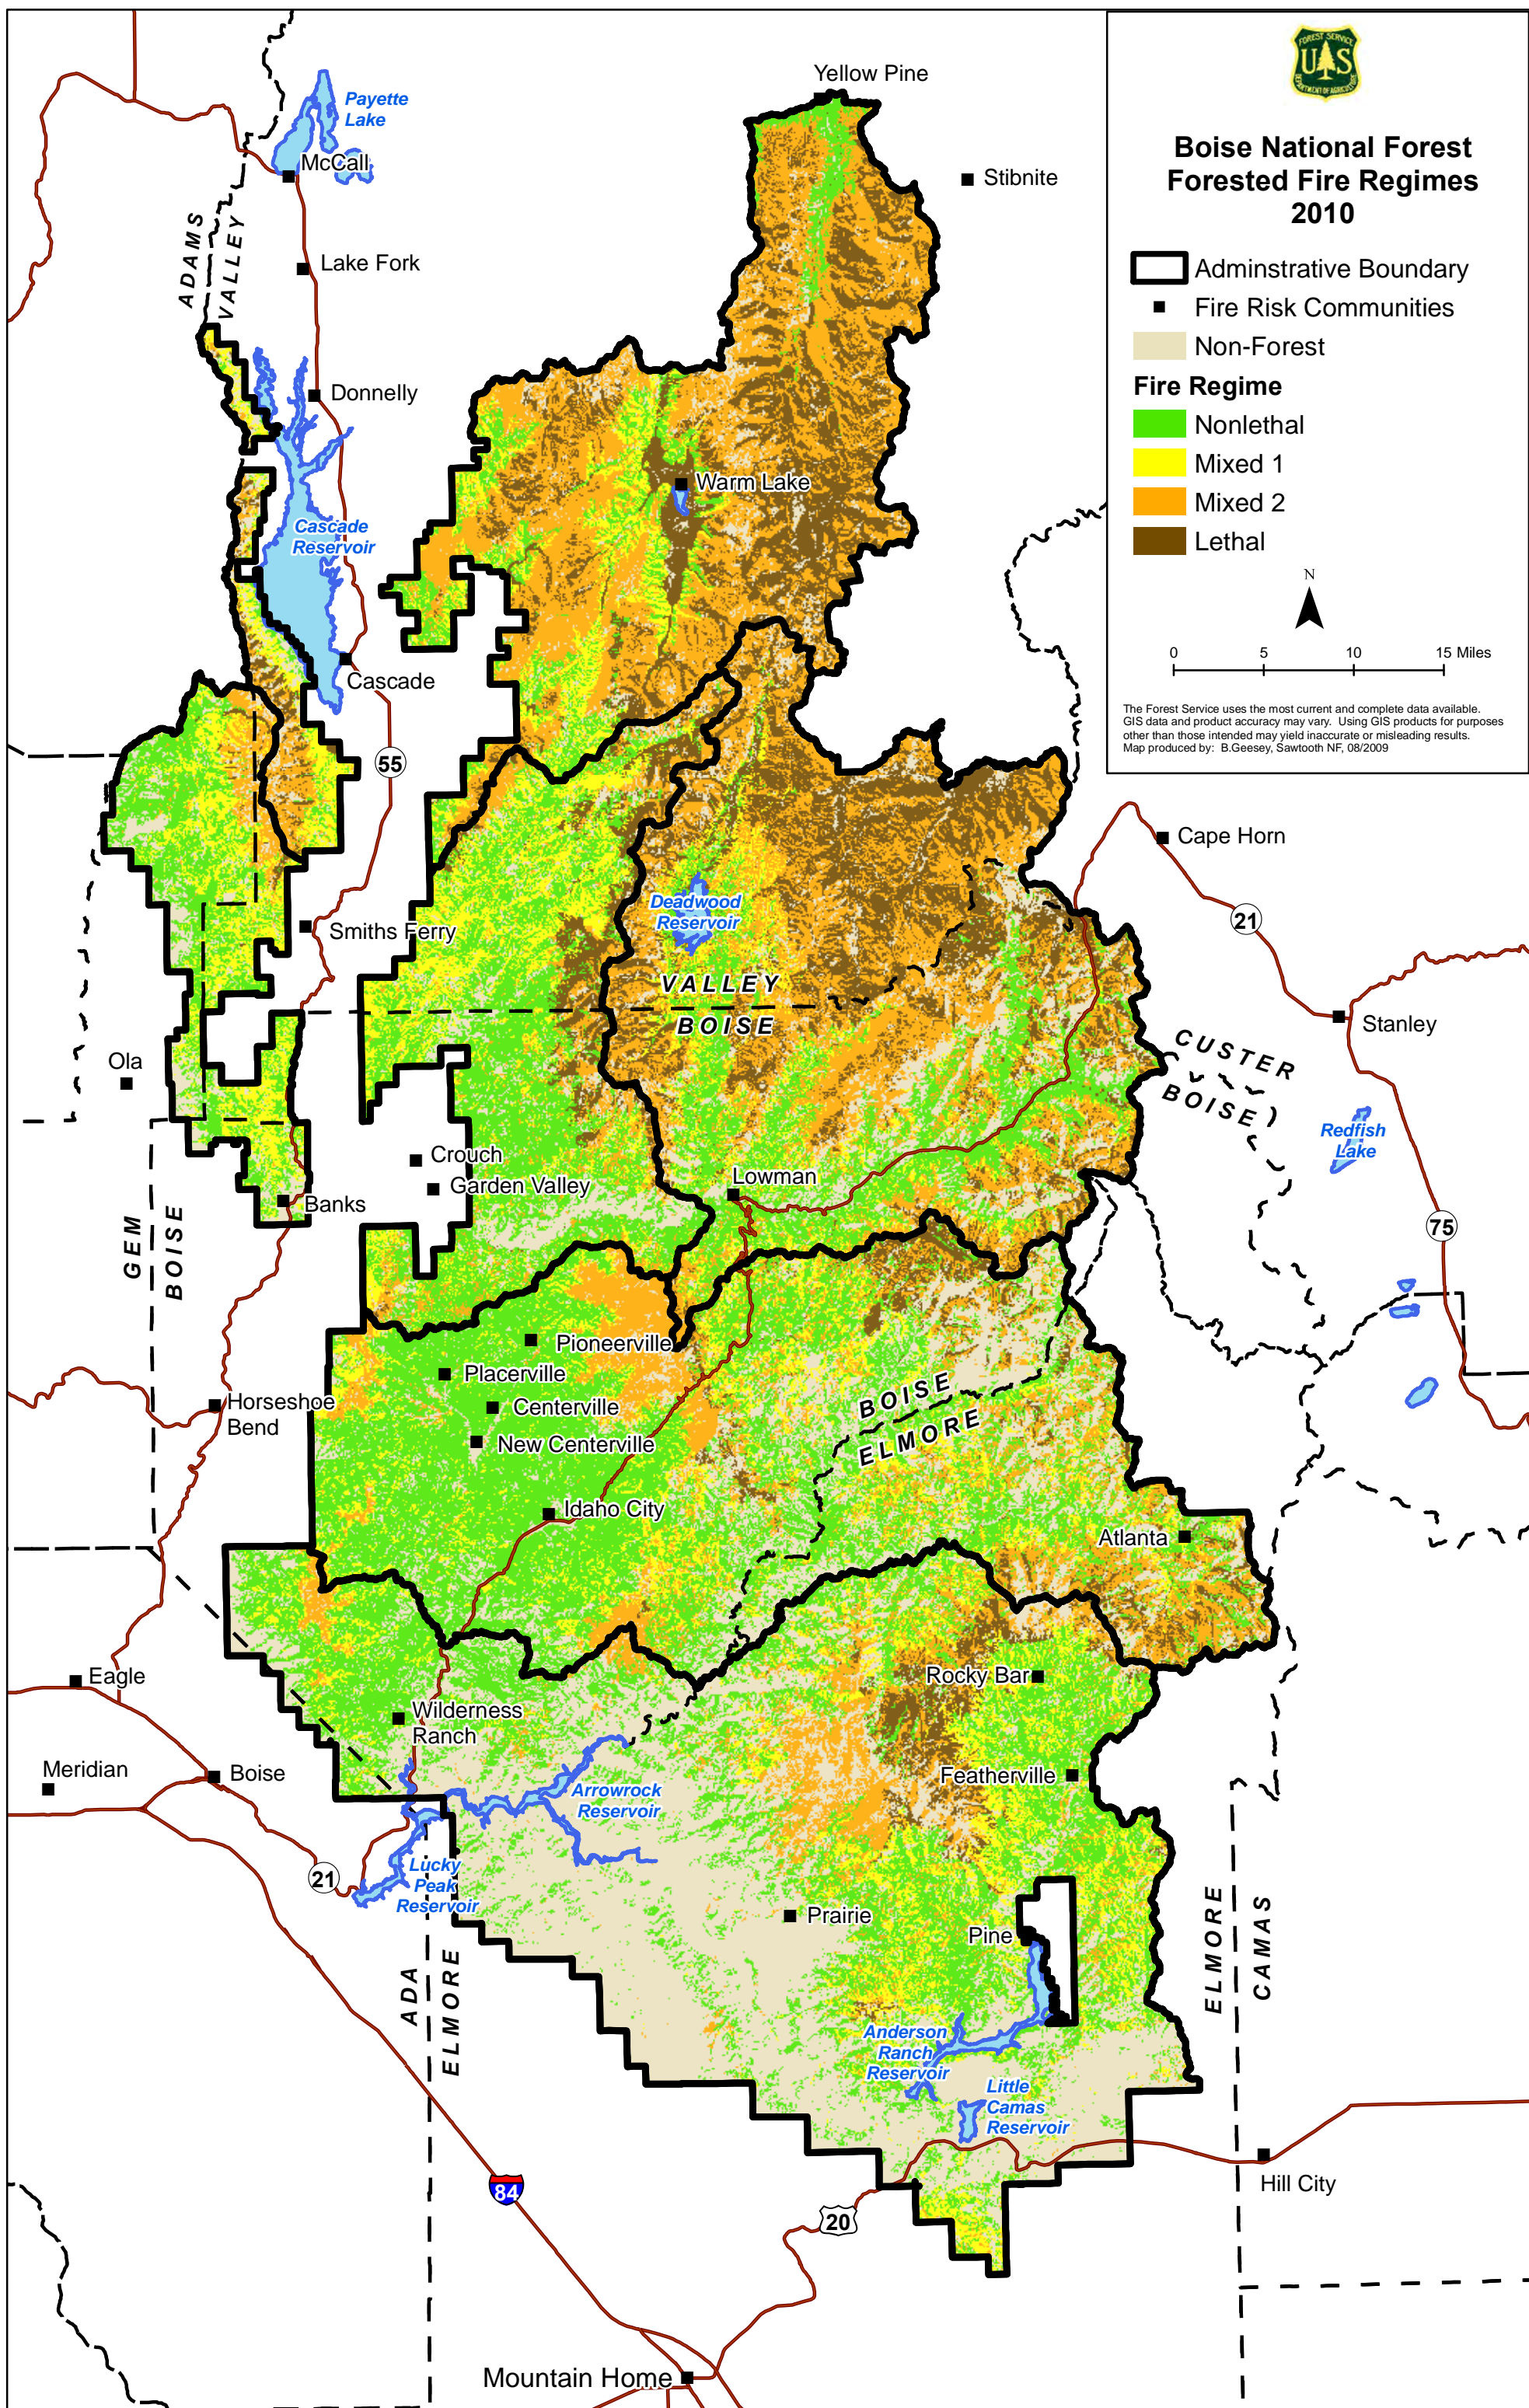 FOREST SERVICE
U S
DEPARTMENT OF AGRICULTURE
Boise National Forest
Forested Fire Regimes
2010
Adminstrative Boundary
Fire Risk Communities
Non-Forest
Fire Regime
Nonlethal
Mixed 1
Mixed 2
Lethal
N
0 5 10 15 Miles
The Forest Service uses the most current and complete data available.
GIS data and product accuracy may vary. Using GIS products for purposes
other than those intended may yield inaccurate or misleading results.
Map produced by: B.Geesey, Sawtooth NF, 08/2009
Yellow Pine
Payette
Lake
McCall
Stibnite
ADAMS
VALLEY
Lake Fork
Donnelly
Warm Lake
Cascade
Reservoir
Cascade
55
Cape Horn
Deadwood
Reservoir
21
Smiths Ferry
VALLEY
BOISE
Stanley
CUSTER
BOISE
Ola
Redfish
Lake
Crouch
Garden Valley
Lowman
Banks
GEM
BOISE
75
Pioneerville
Placerville
Horseshoe
Bend
Centerville
BOISE
ELMORE
New Centerville
Idaho City
Atlanta
Eagle
Rocky Bar
Wilderness
Ranch
Meridian
Boise
Featherville
Arrowrock
Reservoir
21
Lucky
Peak
Reservoir
Prairie
Pine
ADA
ELMORE
ELMORE
CAMAS
Anderson
Ranch
Reservoir
Little
Camas
Reservoir
84
20
Hill City
Mountain Home